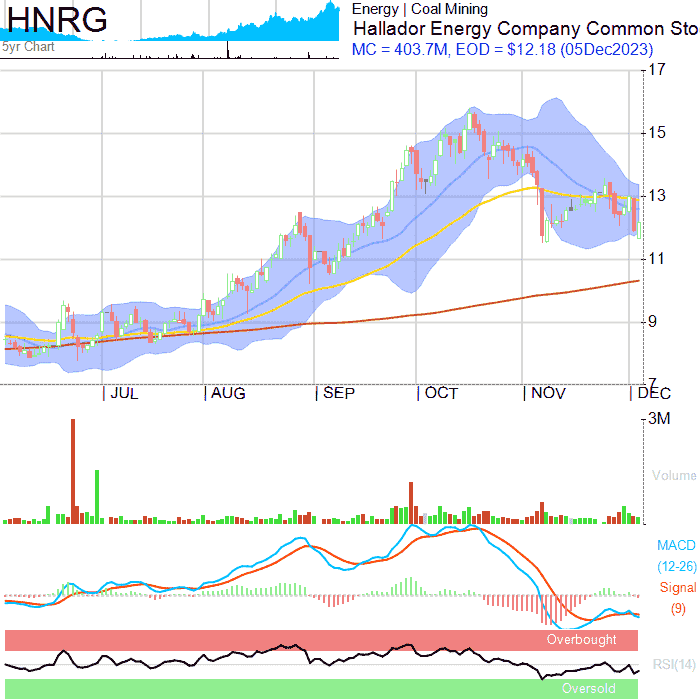 HNRG
5yr Chart
Energy | Coal Mining
Hallador Energy Company Common Sto
MC = 403.7M, EOD = $12.18 (05Dec2023)
17
15
13
11
9
7
JUL AUG SEP OCT NOV DEC
3M
Volume
MACD
(12-26)
Signal
(9)
Overbought
RSI(14)
Oversold